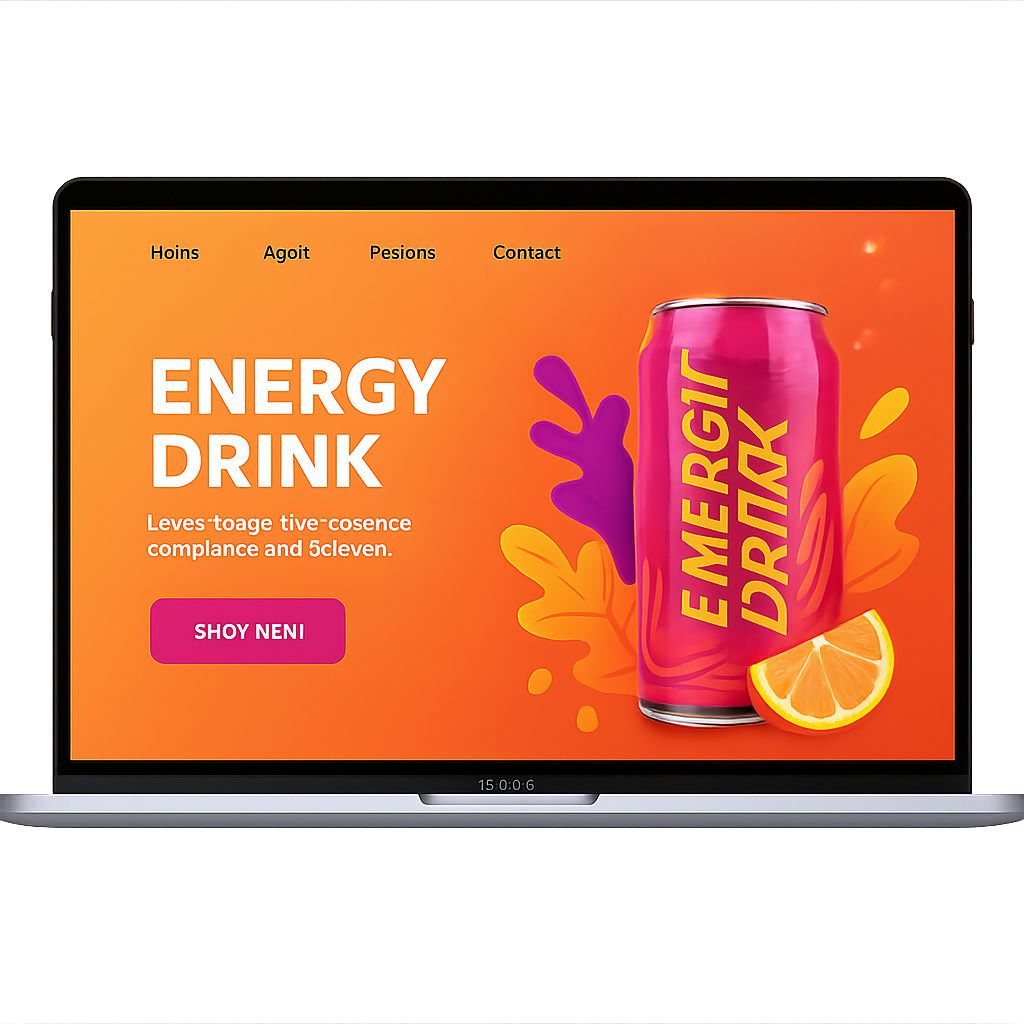 Hoins Agoit Pesions Contact
ENERGY
DRINK
Leves-toage tive-cosence
complance and 5cleven.
SHOY NENI
EMERGIT
DRINK
15:0:0:6